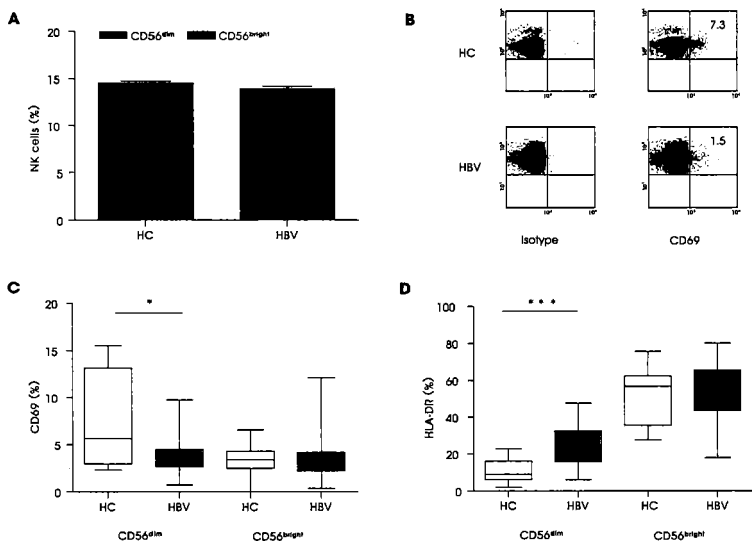 A
CD56dim CD56bright
20
15
10
5
0
NK cells (%)
HC HBV
B
7.3
HC
1.5
HBV
Isotype CD69
C
20
15
10
5
0
CD69 (%)
*
HC HBV HC HBV
CD56dim CD56bright
D
100
80
60
40
20
0
HLA-DR (%)
* * *
HC HBV HC HBV
CD56dim CD56bright